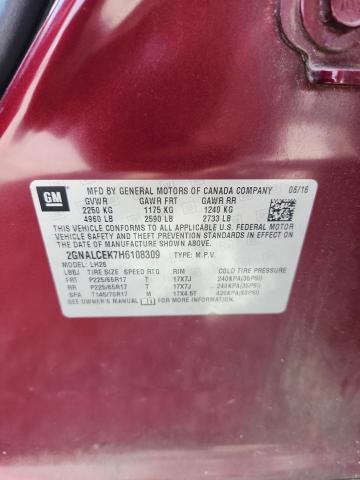 GM
MFD BY GENERAL MOTORS OF CANADA COMPANY 06/16
GVWR GAWR FRT GAWR RR
2250 KG 1175 KG 1240 KG
4960 LB 2590 LB 2733 LB
THIS VEHICLE CONFORMS TO ALL APPLICABLE
U.S. FEDERAL MOTOR VEHICLE SAFETY AND
THEFT PREVENTION STANDARDS IN EFFECT ON
THE DATE OF MANUFACTURE SHOWN ABOVE.
2GNALCEK7H6108309 TYPE: M.P.V.
MODEL: LH26
LBBJ TIRE SIZE SPEED RTG RIM COLD TIRE PRESSURE
FRT P225/65R17 T 17X7J 240KPA(35PSI)
RR P225/65R17 T 17X7J 240KPA(35PSI)
SPA T145/70R17 M 17X4.5T 420KPA(60PSI)
SEE OWNER'S MANUAL FOR ADDITIONAL INFORMATION.